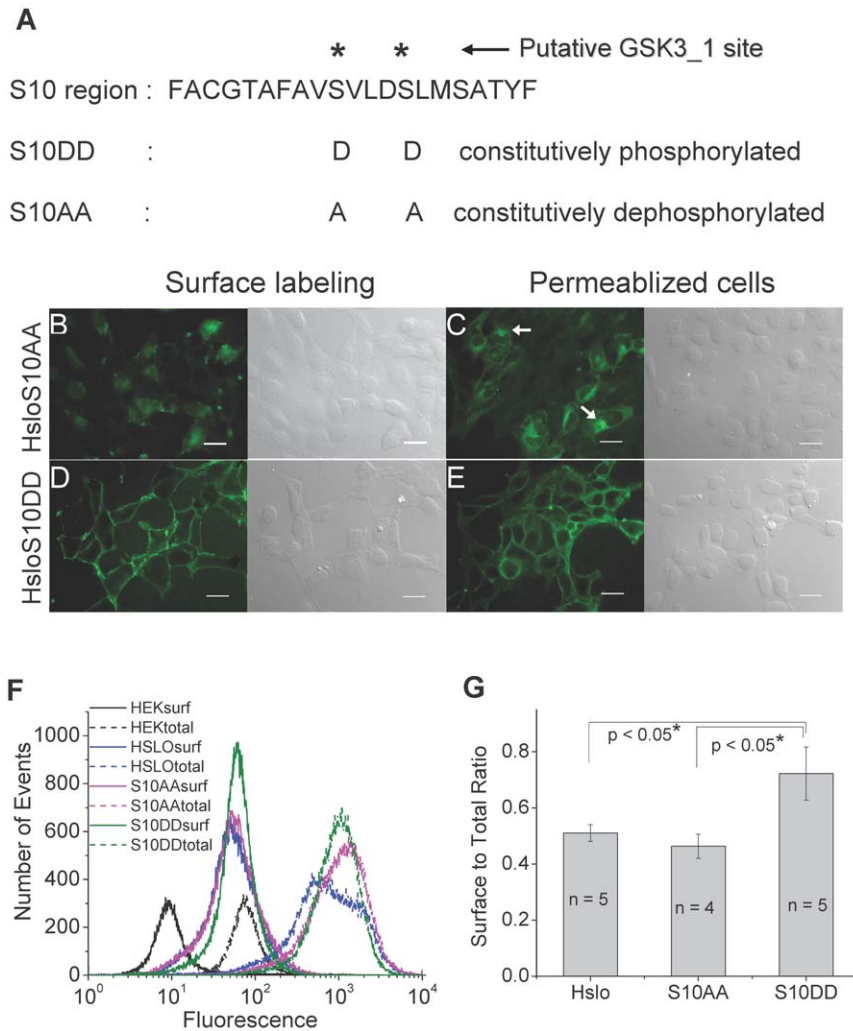 A
* * ← Putative GSK3_1 site
S10 region : FACGTAFAVSVLDSLMSATYF
S10DD : D D constitutively phosphorylated
S10AA : A A constitutively dephosphorylated
Surface labeling Permeablized cells
HsloS10AA
B
C
HsloS10DD
D
E
F
HEKsurf
HEKtotal
HSLOsurf
HSLOtotal
S10AAsurf
S10AAtotal
S10DDsurf
S10DDtotal
Number of Events
1000
800
600
400
200
0
10^0 10^1 10^2 10^3 10^4
Fluorescence
G
p < 0.05* p < 0.05*
Surface to Total Ratio
0.8
0.6
0.4
0.2
0.0
n = 5 n = 4 n = 5
Hslo S10AA S10DD